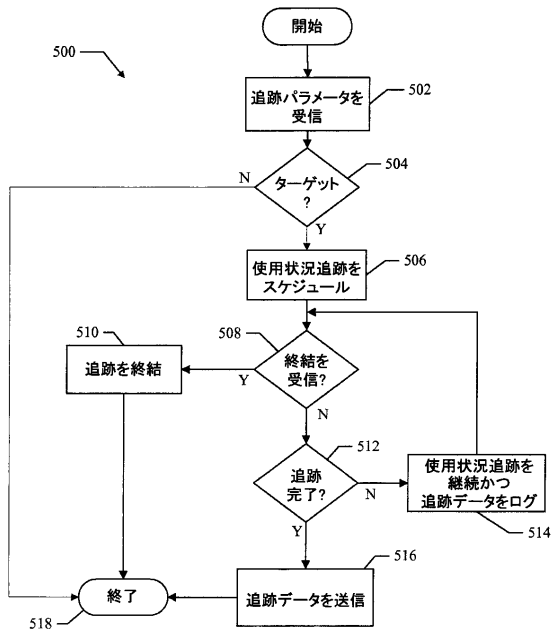 開始
500
追跡パラメータを
受信
502
ターゲット
?
504
N
Y
使用状況追跡を
スケジュール
506
510
追跡を終結
508
終結を
受信?
Y
N
512
追跡
完了?
N
Y
使用状況追跡を
継続かつ
追跡データをログ
514
516
追跡データを送信
終了
518